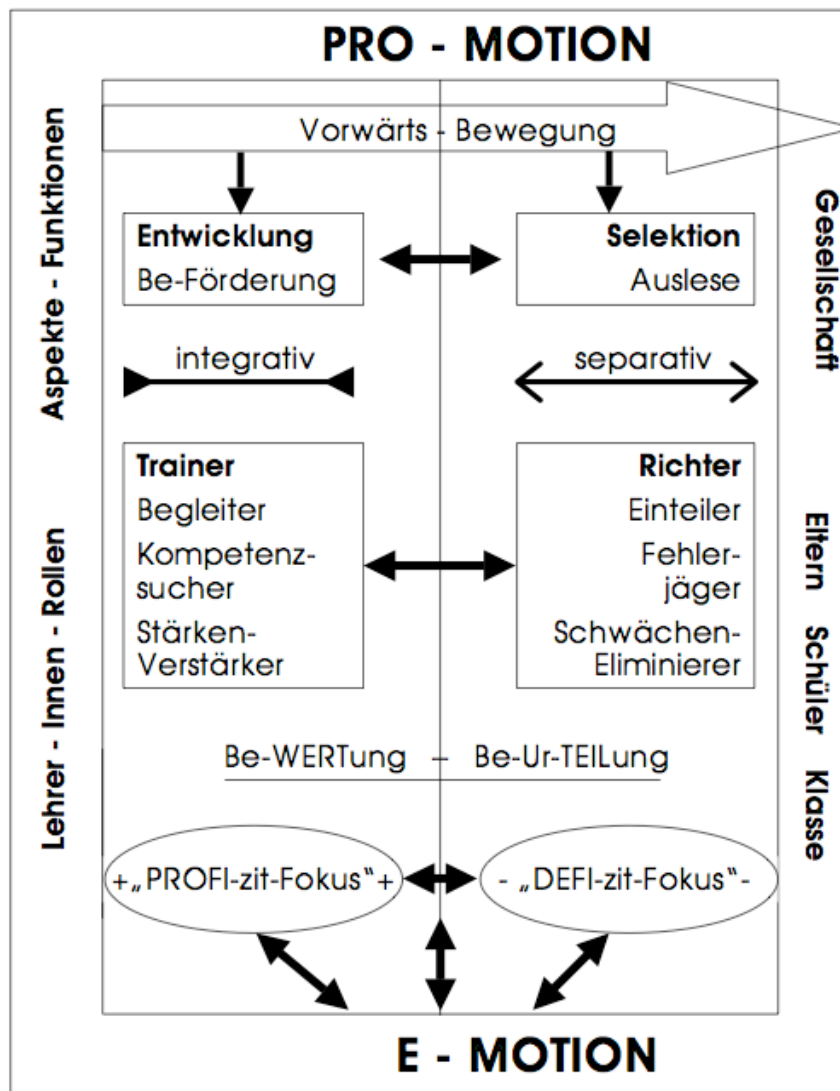 PRO - MOTION
Vorwärts - Bewegung
Aspekte - Funktionen
Entwicklung
Be-Förderung
Selektion
Auslese
Gesellschaft
integrativ
separativ
Lehrer - Innen - Rollen
Trainer
Begleiter
Kompetenz-
sucher
Stärken-
Verstärker
Richter
Einteiler
Fehler-
jäger
Schwächen-
Eliminierer
Eltern Schüler Klasse
Be-WERTung – Be-Ur-TEILung
+„PROFI-zit-Fokus“+
- „DEFI-zit-Fokus“-
E - MOTION